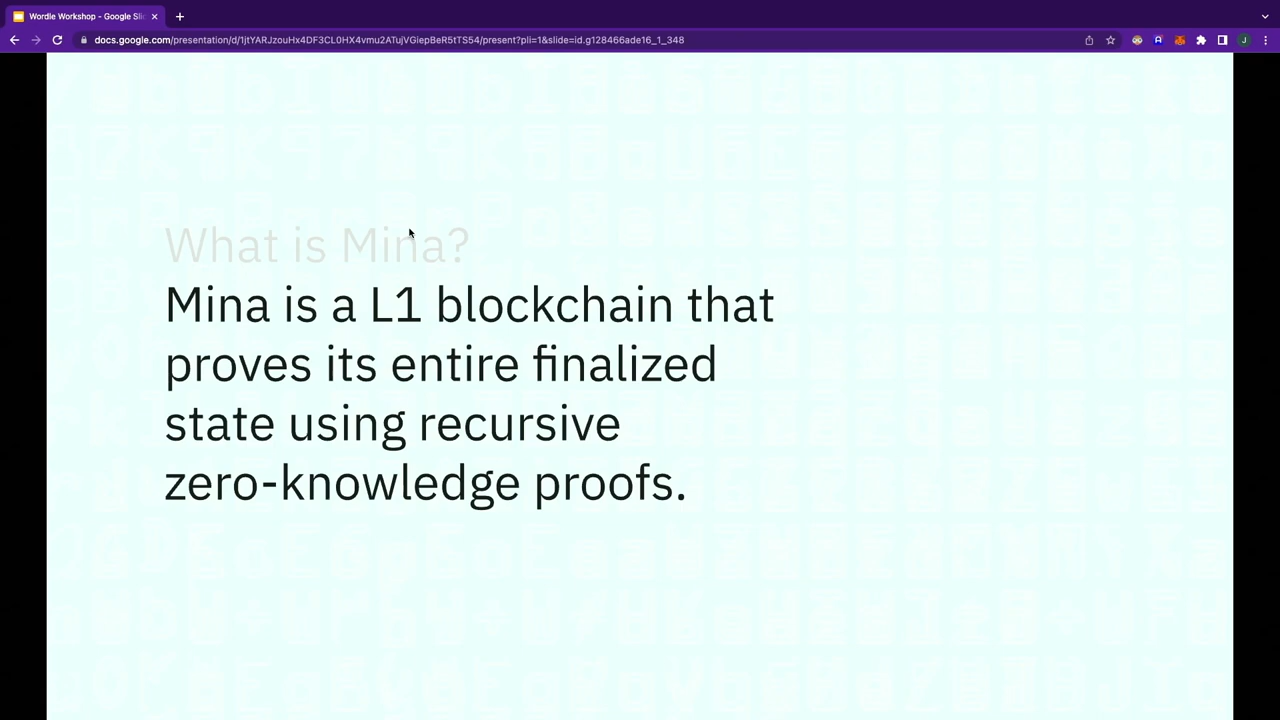 Wordle Workshop - Google Sli
docs.google.com/presentation/d/1jtYARJzouHx4DF3CL0HX4vmu2ATujVGiepBeR5tTS54/present?pli=1&slide=id.g128466ade16_1_348
J
What is Mina?
Mina is a L1 blockchain that
proves its entire finalized
state using recursive
zero-knowledge proofs.